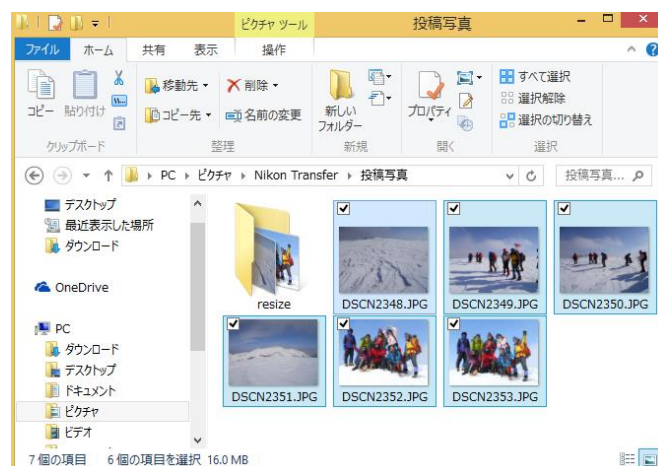 ピクチャ ツール
投稿写真
ファイル ホーム 共有 表示 操作
コピー 貼り付け
移動先
コピー先
削除
名前の変更
新しい
フォルダー
プロパティ
すべて選択
選択解除
選択の切り替え
クリップボード 整理 新規 開く 選択
PC ピクチャ Nikon Transfer 投稿写真
投稿写真...
デスクトップ
最近表示した場所
ダウンロード
OneDrive
PC
ダウンロード
デスクトップ
ドキュメント
ピクチャ
ビデオ
resize DSCN2348.JPG DSCN2349.JPG DSCN2350.JPG
DSCN2351.JPG DSCN2352.JPG DSCN2353.JPG
7 個の項目 6 個の項目を選択 16.0 MB